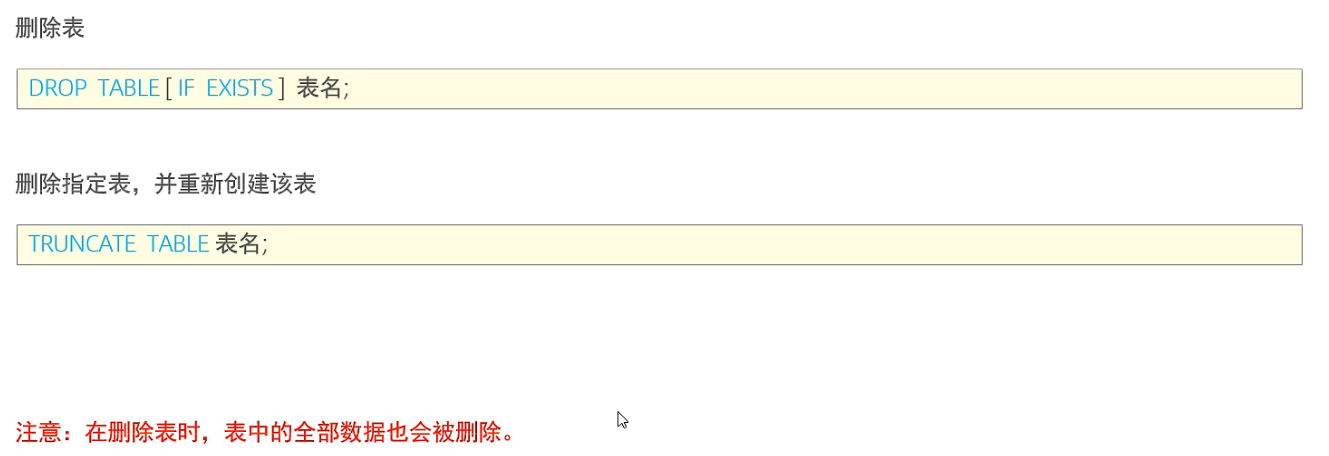 删除表
DROP TABLE [ IF EXISTS ] 表名;
删除指定表，并重新创建该表
TRUNCATE TABLE 表名;
注意：在删除表时，表中的全部数据也会被删除。